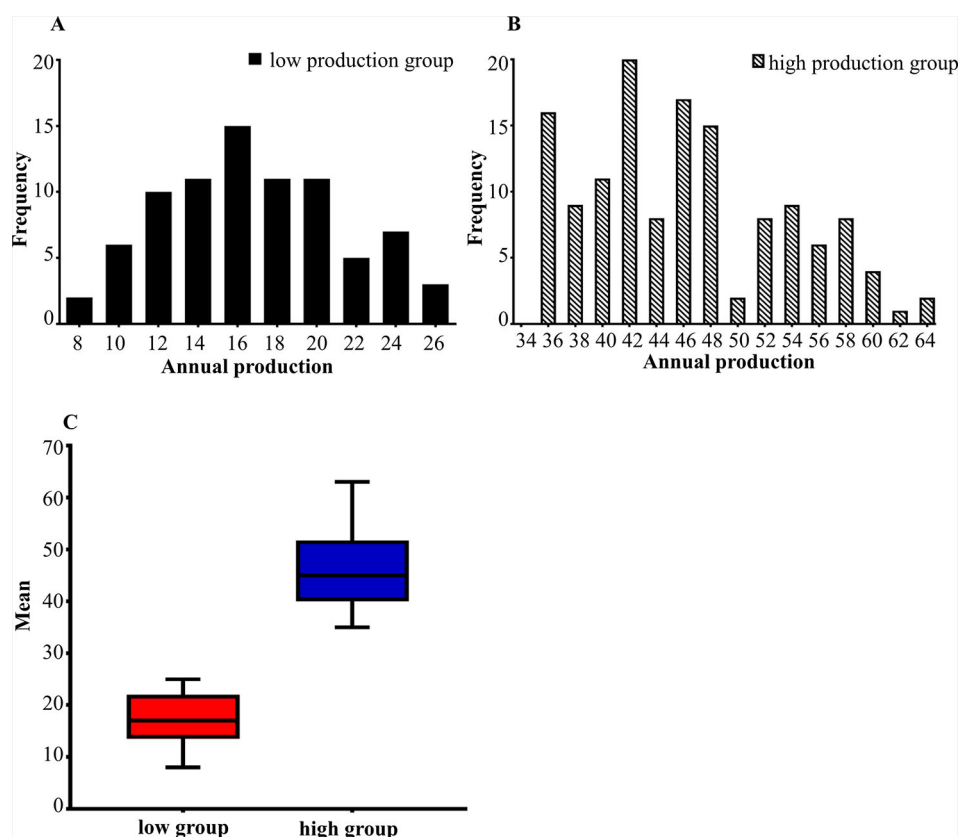 A
low production group
20
15
10
5
0
Frequency
8 10 12 14 16 18 20 22 24 26
Annual production
B
high production group
20
15
10
5
0
Frequency
34 36 38 40 42 44 46 48 50 52 54 56 58 60 62 64
Annual production
C
70
60
50
40
30
20
10
0
Mean
low group high group